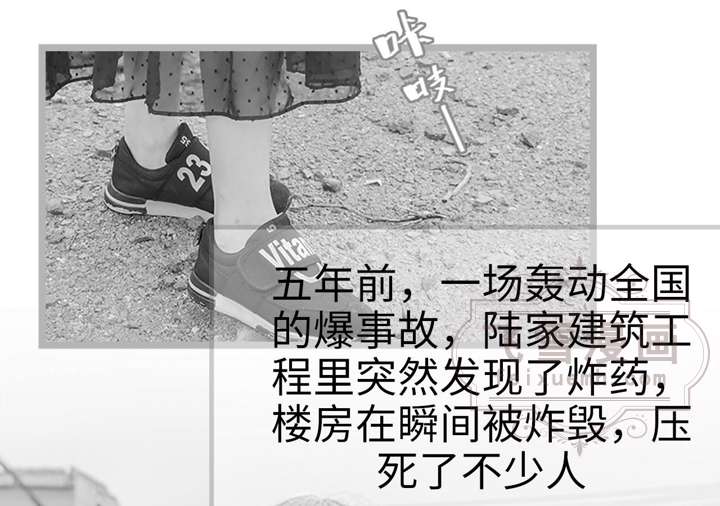 咔
吱
—
23
Vita
五年前，一场轰动全国
的爆事故，陆家建筑工
程里突然发现了炸药，
楼房在瞬间被炸毁，压
死了不少人